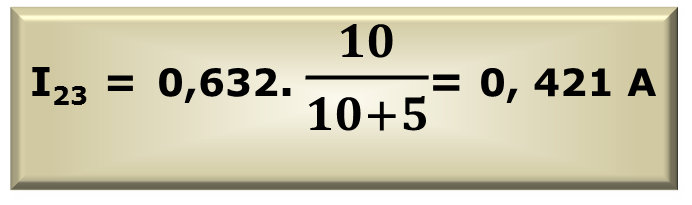 I₂₃ = 0,632. 10/10+5 = 0, 421 A